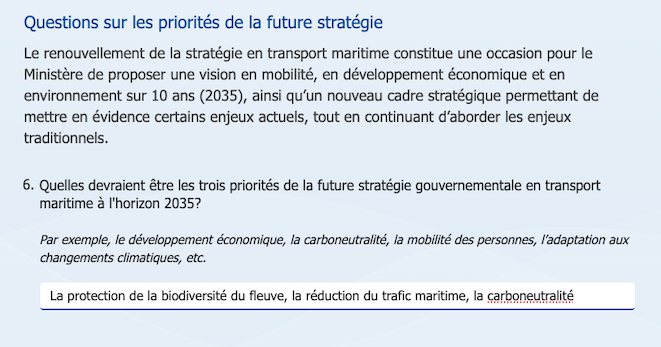 Questions sur les priorités de la future stratégie
Le renouvellement de la stratégie en transport maritime constitue une occasion pour le
Ministère de proposer une vision en mobilité, en développement économique et en
environnement sur 10 ans (2035), ainsi qu’un nouveau cadre stratégique permettant de
mettre en évidence certains enjeux actuels, tout en continuant d’aborder les enjeux
traditionnels.
6. Quelles devraient être les trois priorités de la future stratégie gouvernementale en transport
maritime à l'horizon 2035?
Par exemple, le développement économique, la carboneutralité, la mobilité des personnes, l’adaptation aux
changements climatiques, etc.
La protection de la biodiversité du fleuve, la réduction du trafic maritime, la carboneutralité